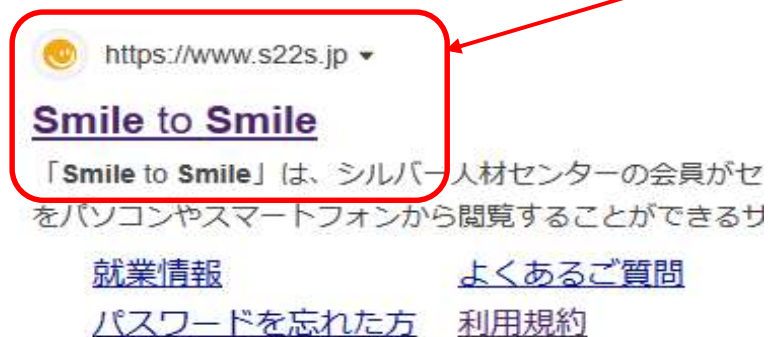 https://www.s22s.jp
Smile to Smile
「Smile to Smile」は、シルバー人材センターの会員がセ
をパソコンやスマートフォンから閲覧することができるサ
就業情報 よくあるご質問
パスワードを忘れた方 利用規約